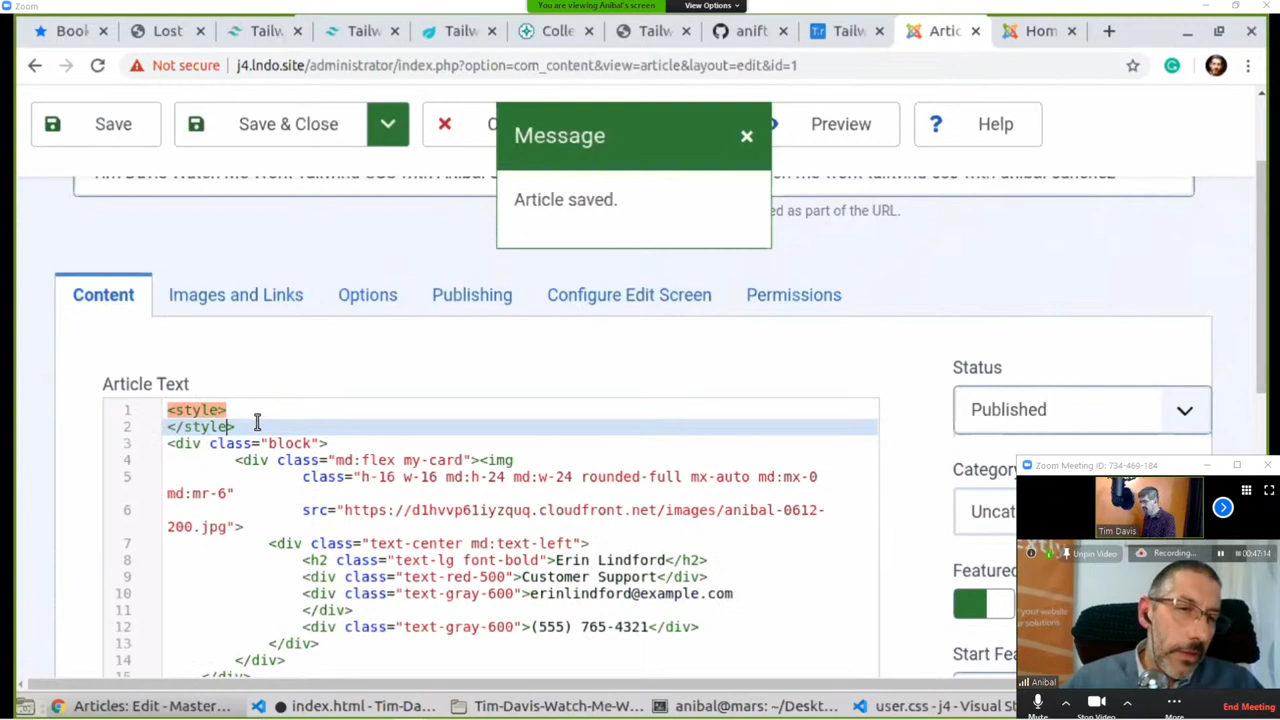 Zoom
You are viewing Anibal's screen
View Options
Book
Lost
Tailw
Tailw
Tailw
Colle
Tailw
anift
Tailw
Artic
Hom
Not secure
j4.lndo.site/administrator/index.php?option=com_content&view=article&layout=edit&id=1
Save
Save & Close
Preview
Help
Message
Article saved.
ed as part of the URL.
Content
Images and Links
Options
Publishing
Configure Edit Screen
Permissions
Article Text
1 <style>
2 </style>
3 <div class="block">
4 <div class="md:flex my-card"><img
5 class="h-16 w-16 md:h-24 md:w-24 rounded-full mx-auto md:mx-0
md:mr-6"
6 src="https://d1hvvp61iyzquq.cloudfront.net/images/anibal-0612-
200.jpg">
7 <div class="text-center md:text-left">
8 <h2 class="text-lg font-bold">Erin Lindford</h2>
9 <div class="text-red-500">Customer Support</div>
10 <div class="text-gray-600">erinlindford@example.com
11 </div>
12 <div class="text-gray-600">(555) 765-4321</div>
13 </div>
14 </div>
Status
Published
Category
Uncat
Featured
Start Fea
Zoom Meeting ID: 734-469-184
Tim Davis
Unpin Video
Recording...
00:47:14
Anibal
Mute
Stop Video
More
End Meeting
Articles: Edit - Master...
index.html - Tim-Da...
Tim-Davis-Watch-Me-W...
anibal@mars: ~/Deskt...
user.css - j4 - Visual S